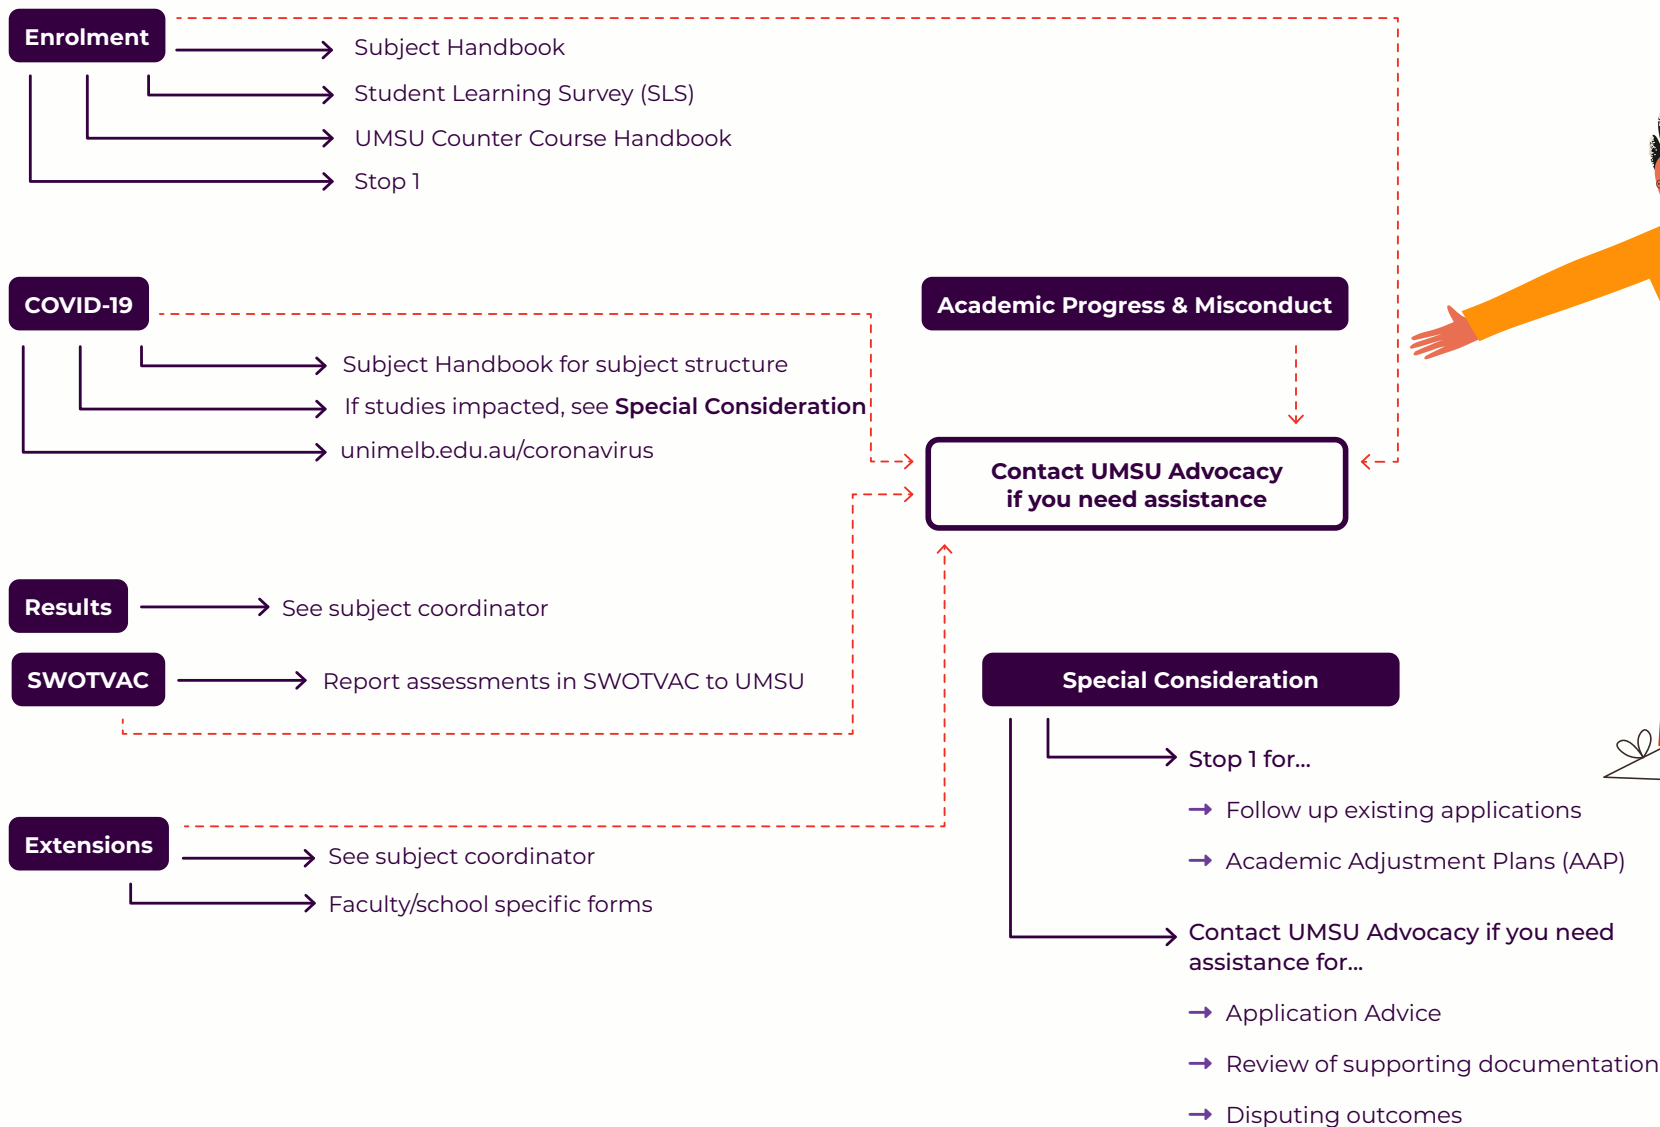 Enrolment
Subject Handbook
Student Learning Survey (SLS)
UMSU Counter Course Handbook
Stop 1
COVID-19
Subject Handbook for subject structure
If studies impacted, see Special Consideration
unimelb.edu.au/coronavirus
Academic Progress & Misconduct
Contact UMSU Advocacy
if you need assistance
Results
See subject coordinator
SWOTVAC
Report assessments in SWOTVAC to UMSU
Extensions
See subject coordinator
Faculty/school specific forms
Special Consideration
Stop 1 for...
Follow up existing applications
Academic Adjustment Plans (AAP)
Contact UMSU Advocacy if you need
assistance for...
Application Advice
Review of supporting documentation
Disputing outcomes